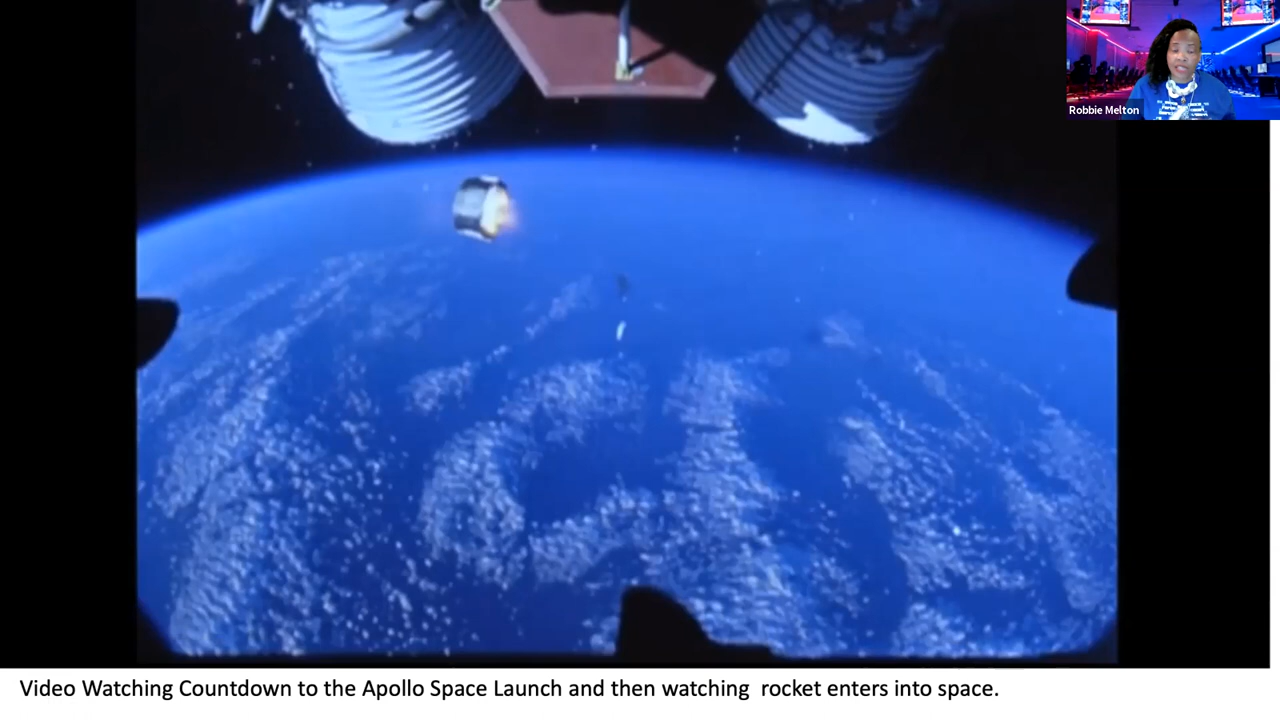 Robbie Melton
Video Watching Countdown to the Apollo Space Launch and then watching  rocket enters into space.